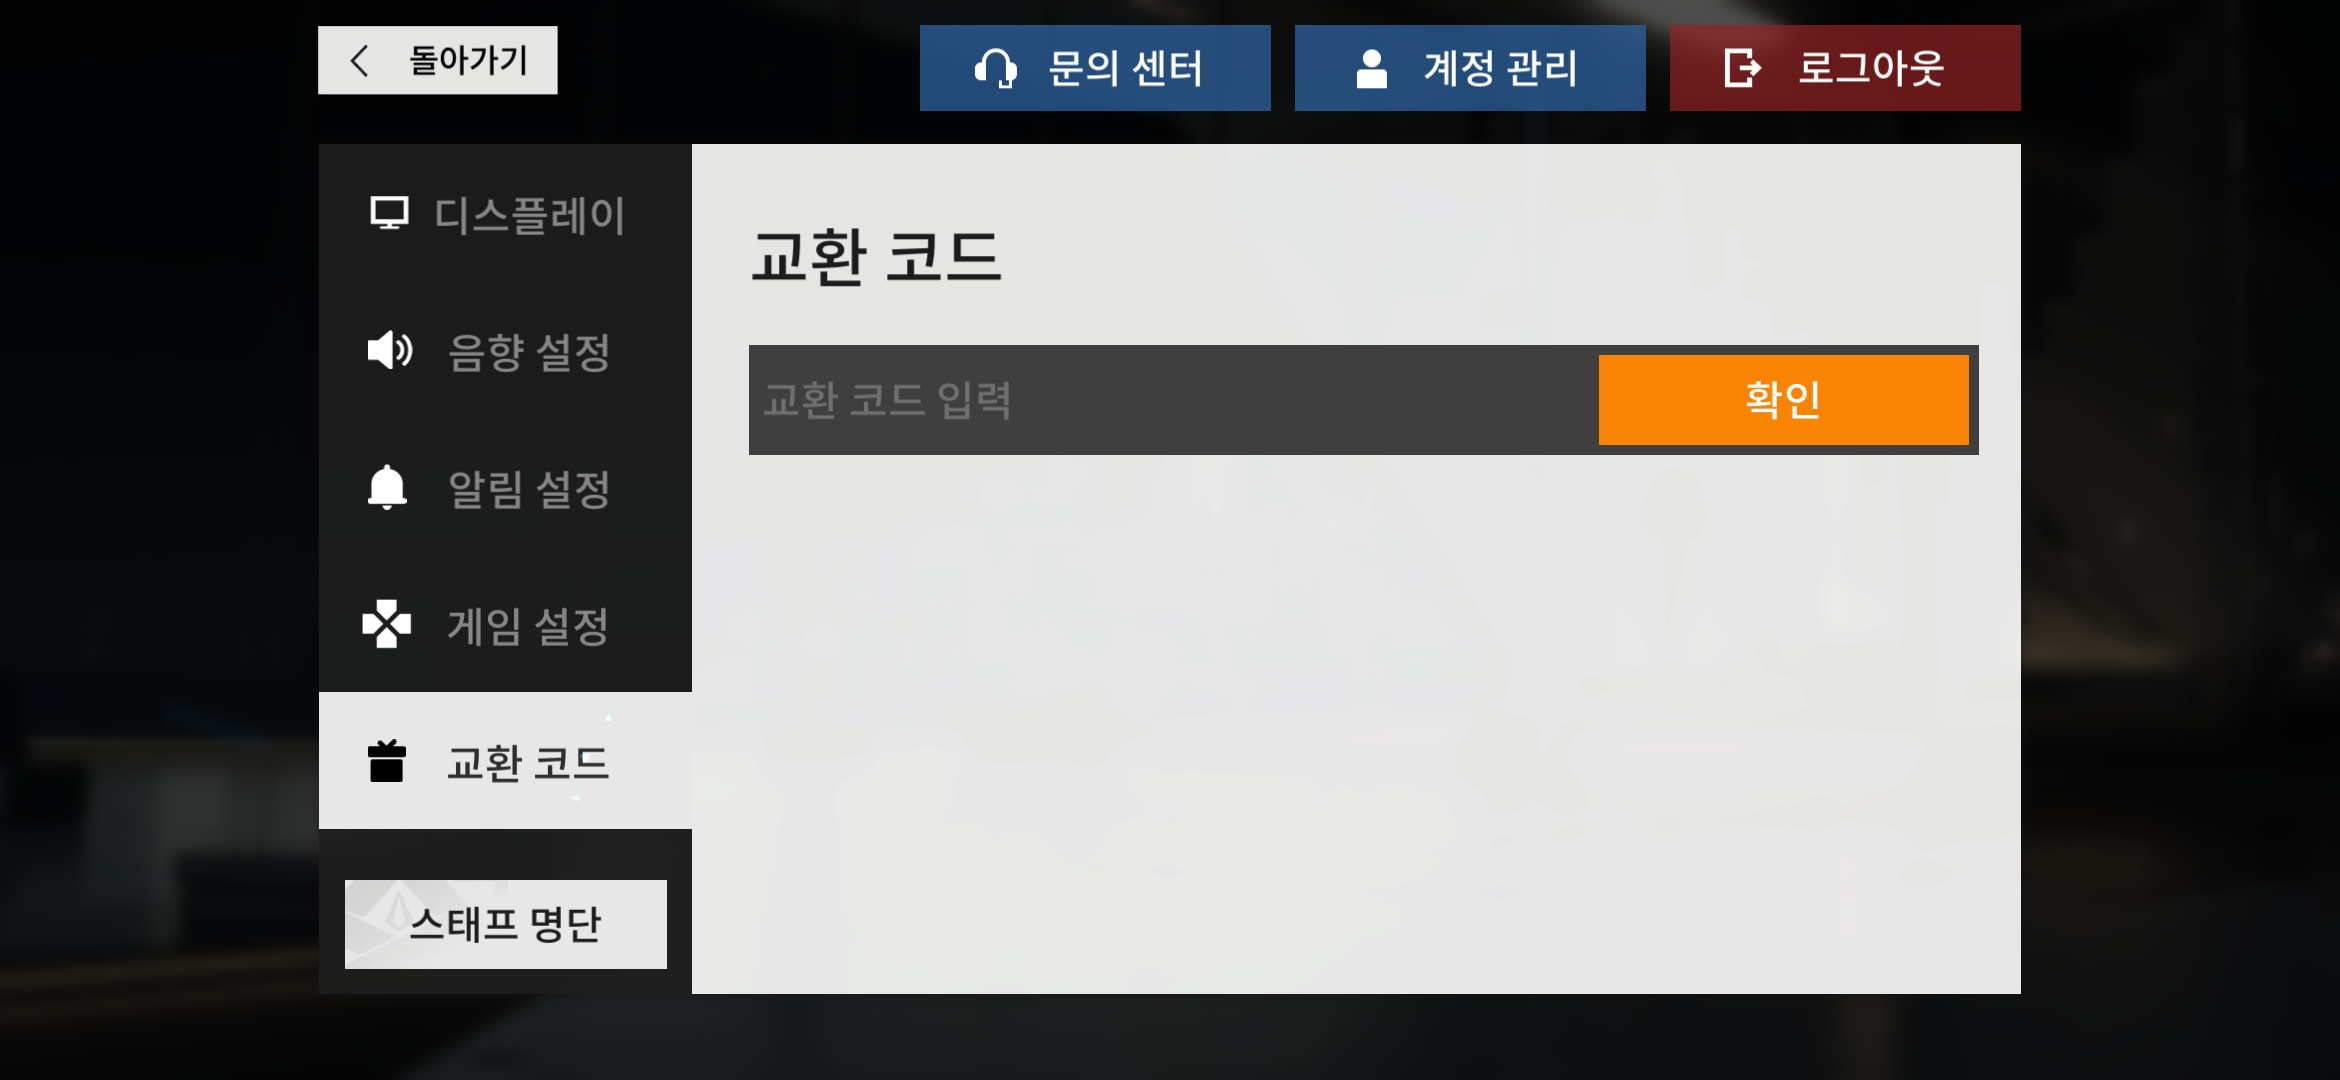 돌아가기
문의 센터
계정 관리
로그아웃
디스플레이
음향 설정
알림 설정
게임 설정
교환 코드
스태프 명단
교환 코드
교환 코드 입력
확인